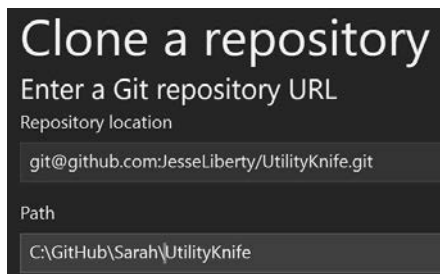 Clone a repository
Enter a Git repository URL
Repository location
git@github.com:JesseLiberty/UtilityKnife.git
Path
C:\GitHub\Sarah\UtilityKnife